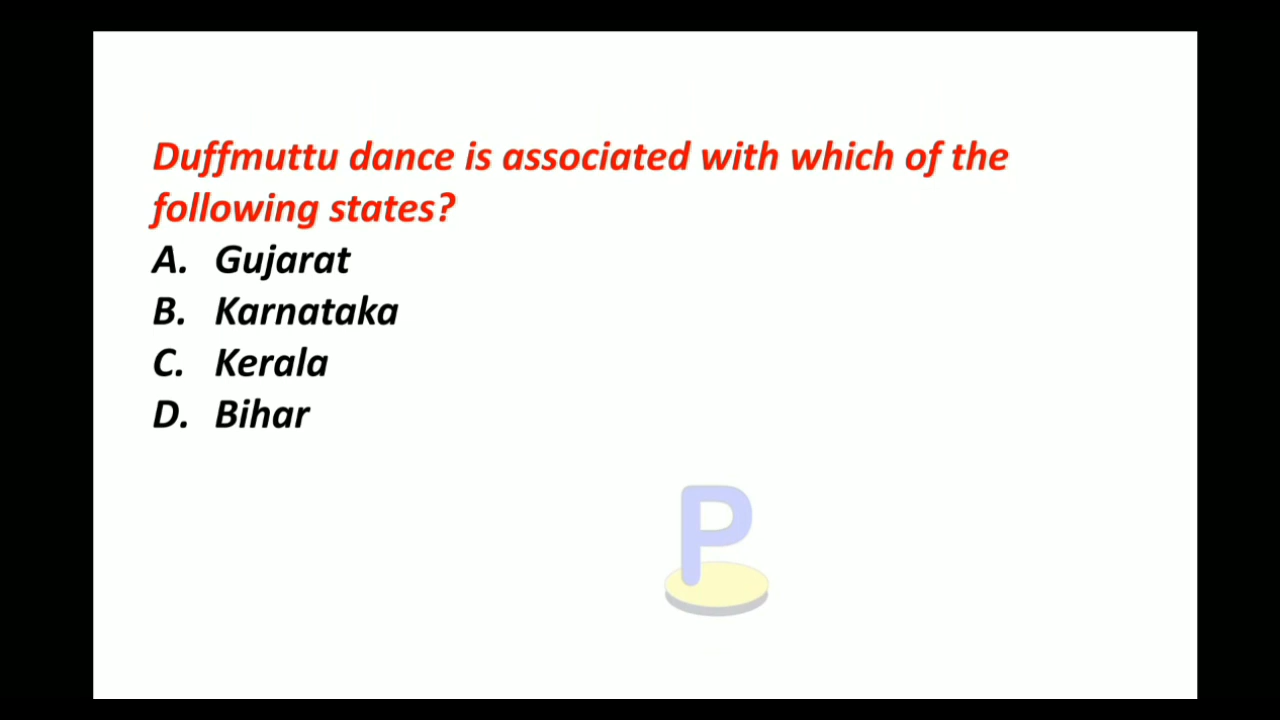 Duffmuttu dance is associated with which of the
following states?
A. Gujarat
B. Karnataka
C. Kerala
D. Bihar
P